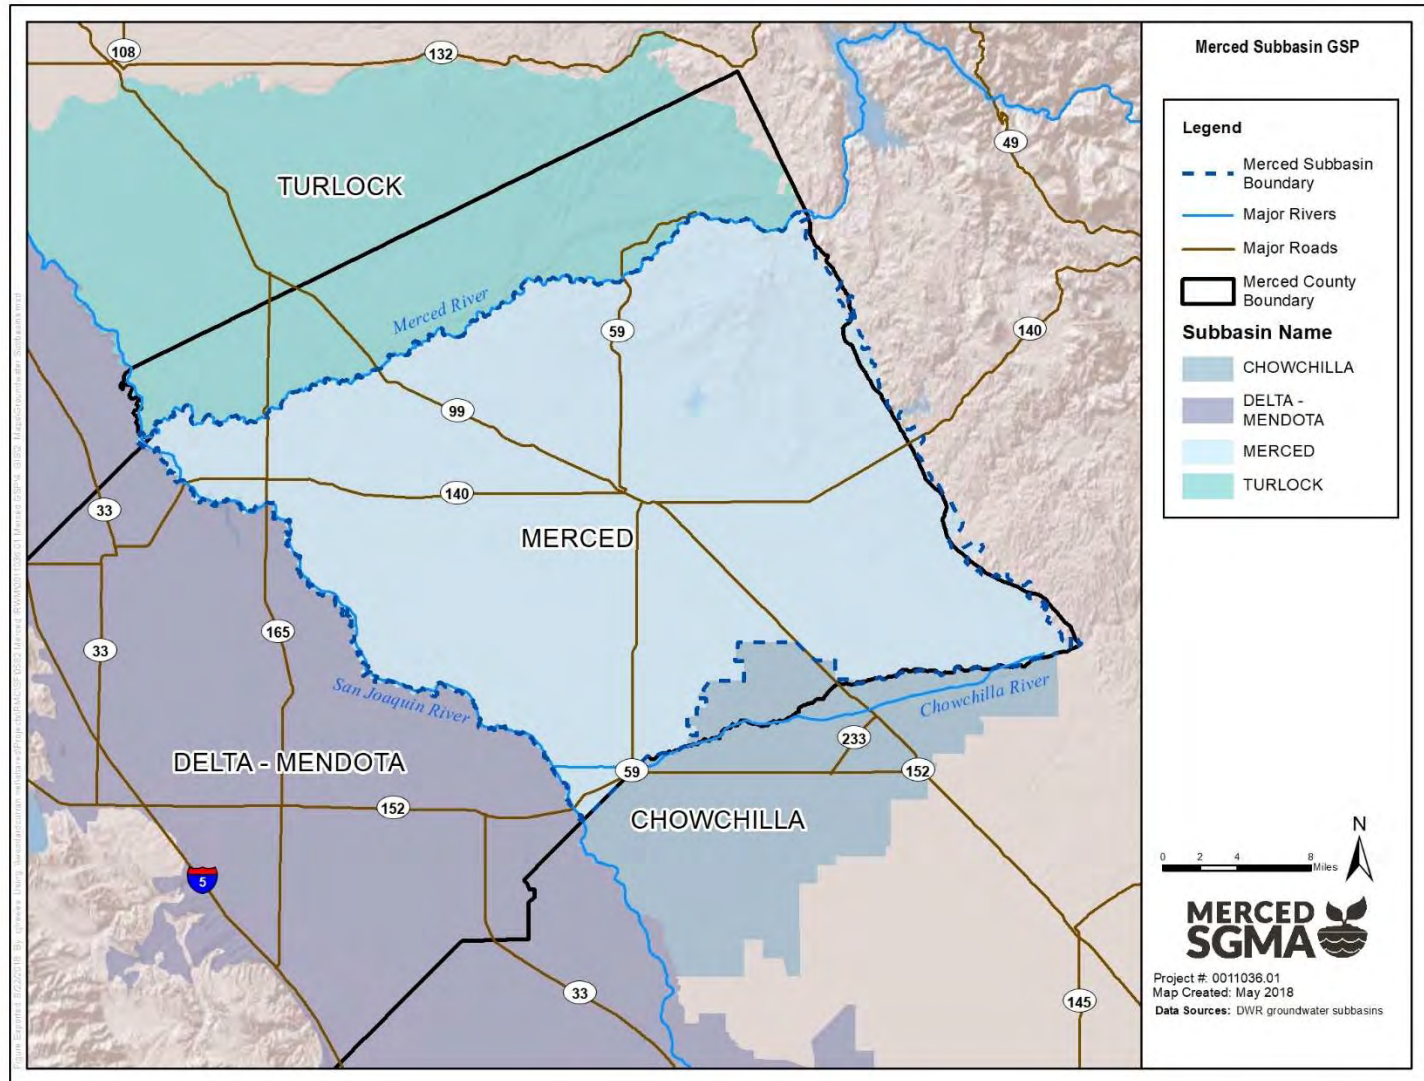 Merced Subbasin GSP
Legend
Merced Subbasin
Boundary
Major Rivers
Major Roads
Merced County
Boundary
Subbasin Name
CHOWCHILLA
DELTA -
MENDOTA
MERCED
TURLOCK
108
132
49
TURLOCK
Merced River
59
140
99
33
140
MERCED
165
33
San Joaquin River
Chowchilla River
233
DELTA - MENDOTA
59
152
152
CHOWCHILLA
5
33
145
N
0 2 4 8
Miles
MERCED
SGMA
Project #: 0011036.01
Map Created: May 2018
Data Sources: DWR groundwater subbasins